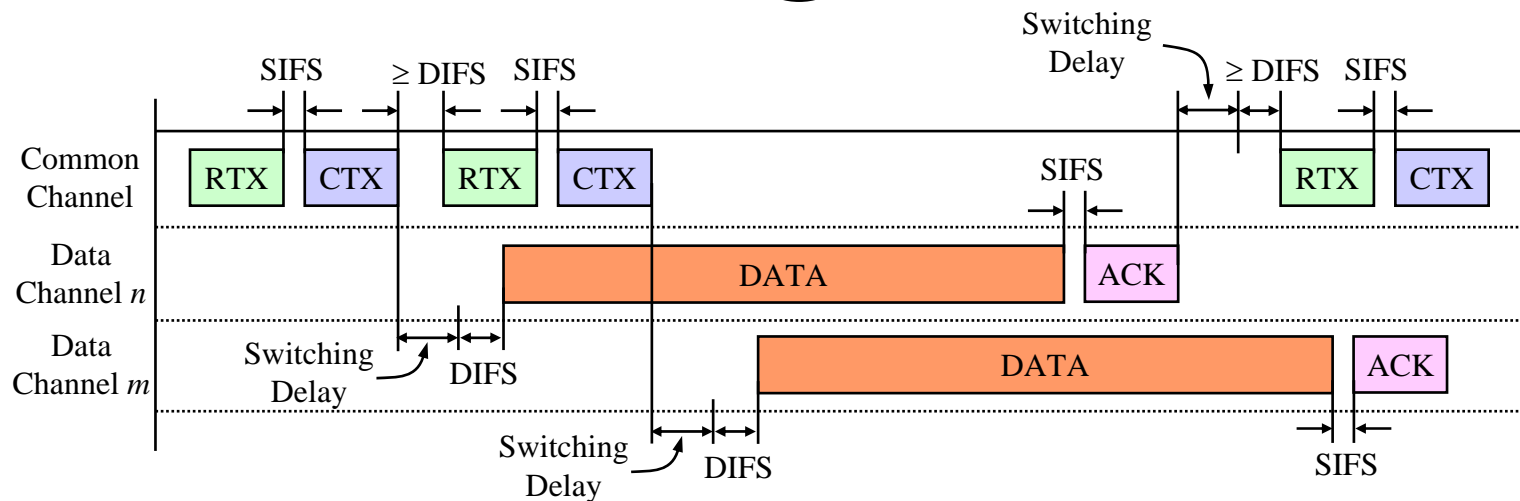 Switching
Delay
SIFS
≥ DIFS
SIFS
≥ DIFS
SIFS
Common
Channel
RTX
CTX
RTX
CTX
SIFS
RTX
CTX
Data
Channel n
DATA
ACK
Data
Channel m
Switching
Delay
DIFS
DATA
ACK
Switching
Delay
DIFS
SIFS